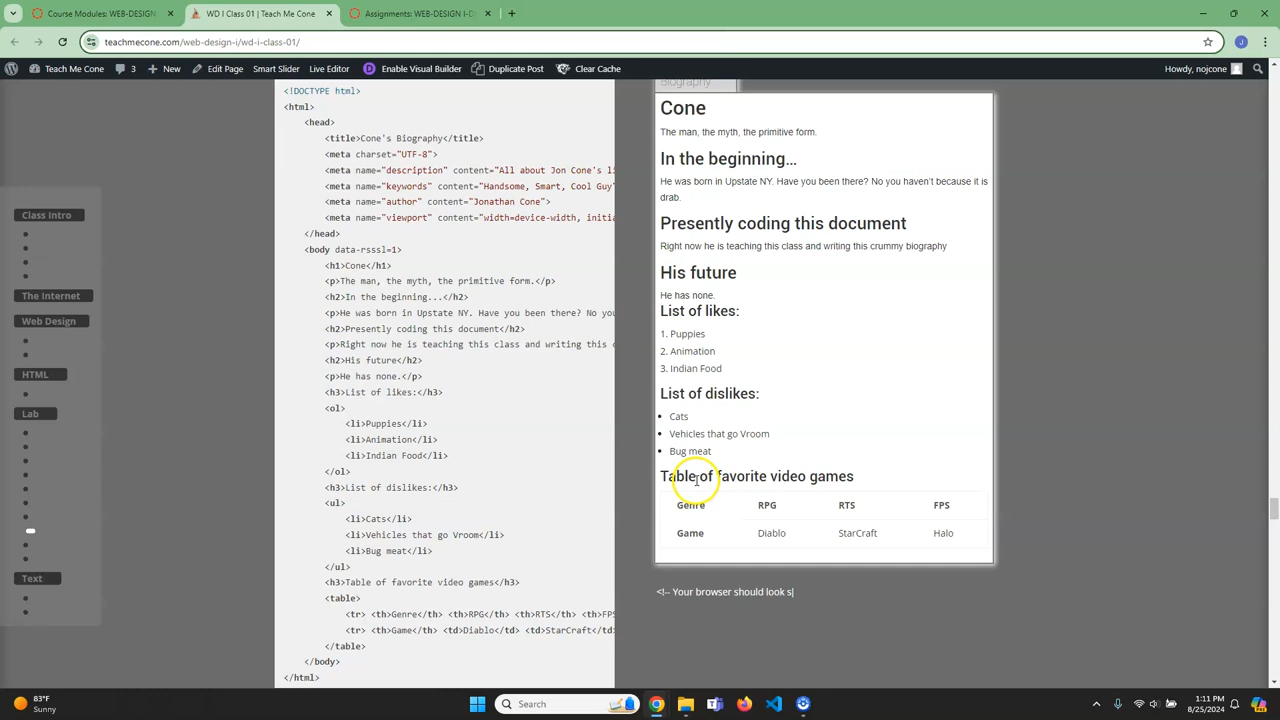 Course Modules: WEB-DESIGN
WD I Class 01 | Teach Me Cone
Assignments: WEB-DESIGN I-D
teachmecone.com/web-design-i/wd-i-class-01/
Teach Me Cone
3
New
Edit Page
Smart Slider
Live Editor
Enable Visual Builder
Duplicate Post
Clear Cache
Howdy, nojcone
Class Intro
The Internet
Web Design
HTML
Lab
Text
<!DOCTYPE html>
<html>
<head>
<title>Cone's Biography</title>
<meta charset="UTF-8">
<meta name="description" content="All about Jon Cone's li
<meta name="keywords" content="Handsome, Smart, Cool Guy"
<meta name="author" content="Jonathan Cone">
<meta name="viewport" content="width=device-width, initia
</head>
<body data-rsssl=1>
<h1>Cone</h1>
<p>The man, the myth, the primitive form.</p>
<h2>In the beginning...</h2>
<p>He was born in Upstate NY. Have you been there? No you
<h2>Presently coding this document</h2>
<p>Right now he is teaching this class and writing this c
<h2>His future</h2>
<p>He has none.</p>
<h3>List of likes:</h3>
<ol>
<li>Puppies</li>
<li>Animation</li>
<li>Indian Food</li>
</ol>
<h3>List of dislikes:</h3>
<ul>
<li>Cats</li>
<li>Vehicles that go Vroom</li>
<li>Bug meat</li>
</ul>
<h3>Table of favorite video games</h3>
<table>
<tr> <th>Genre</th> <th>RPG</th> <th>RTS</th> <th>FPS
<tr> <th>Game</th> <td>Diablo</td> <td>StarCraft</td>
</table>
</body>
</html>
Biography
Cone
The man, the myth, the primitive form.
In the beginning...
He was born in Upstate NY. Have you been there? No you haven't because it is
drab.
Presently coding this document
Right now he is teaching this class and writing this crummy biography
His future
He has none.
List of likes:
1. Puppies
2. Animation
3. Indian Food
List of dislikes:
Cats
Vehicles that go Vroom
Bug meat
Table of favorite video games
Genre RPG RTS FPS
Game Diablo StarCraft Halo
<!-- Your browser should look s|
83°F
Sunny
Search
1:11 PM
8/25/2024